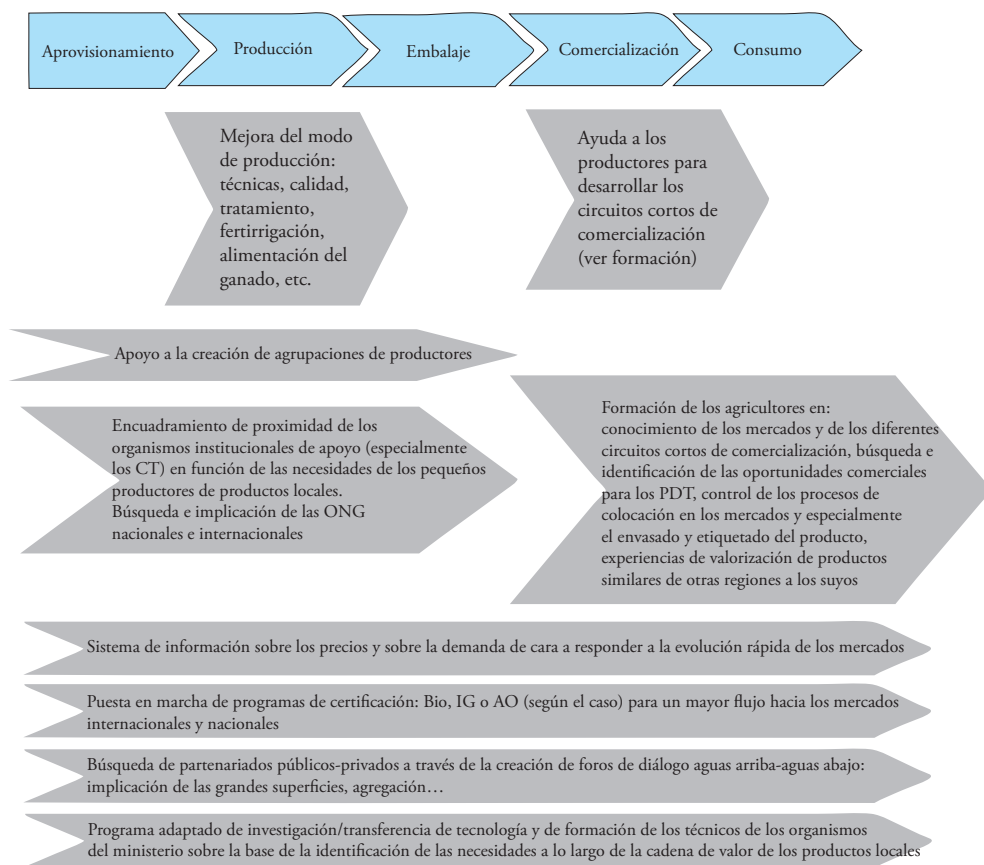 Aprovisionamiento
Producción
Embalaje
Comercialización
Consumo
Mejora del modo
de producción:
técnicas, calidad,
tratamiento,
fertirrigación,
alimentación del
ganado, etc.
Ayuda a los
productores para
desarrollar los
circuitos cortos de
comercialización
(ver formación)
Apoyo a la creación de agrupaciones de productores
Encuadramiento de proximidad de los
organismos institucionales de apoyo (especialmente
los CT) en función de las necesidades de los pequeños
productores de productos locales.
Búsqueda e implicación de las ONG
nacionales e internacionales
Formación de los agricultores en:
conocimiento de los mercados y de los diferentes
circuitos cortos de comercialización, búsqueda e
identificación de las oportunidades comerciales
para los PDT, control de los procesos de
colocación en los mercados y especialmente
el envasado y etiquetado del producto,
experiencias de valorización de productos
similares de otras regiones a los suyos
Sistema de información sobre los precios y sobre la demanda de cara a responder a la evolución rápida de los mercados
Puesta en marcha de programas de certificación: Bio, IG o AO (según el caso) para un mayor flujo hacia los mercados
internacionales y nacionales
Búsqueda de partenariados públicos-privados a través de la creación de foros de diálogo aguas arriba-aguas abajo:
implicación de las grandes superficies, agregación…
Programa adaptado de investigación/transferencia de tecnología y de formación de los técnicos de los organismos
del ministerio sobre la base de la identificación de las necesidades a lo largo de la cadena de valor de los productos locales